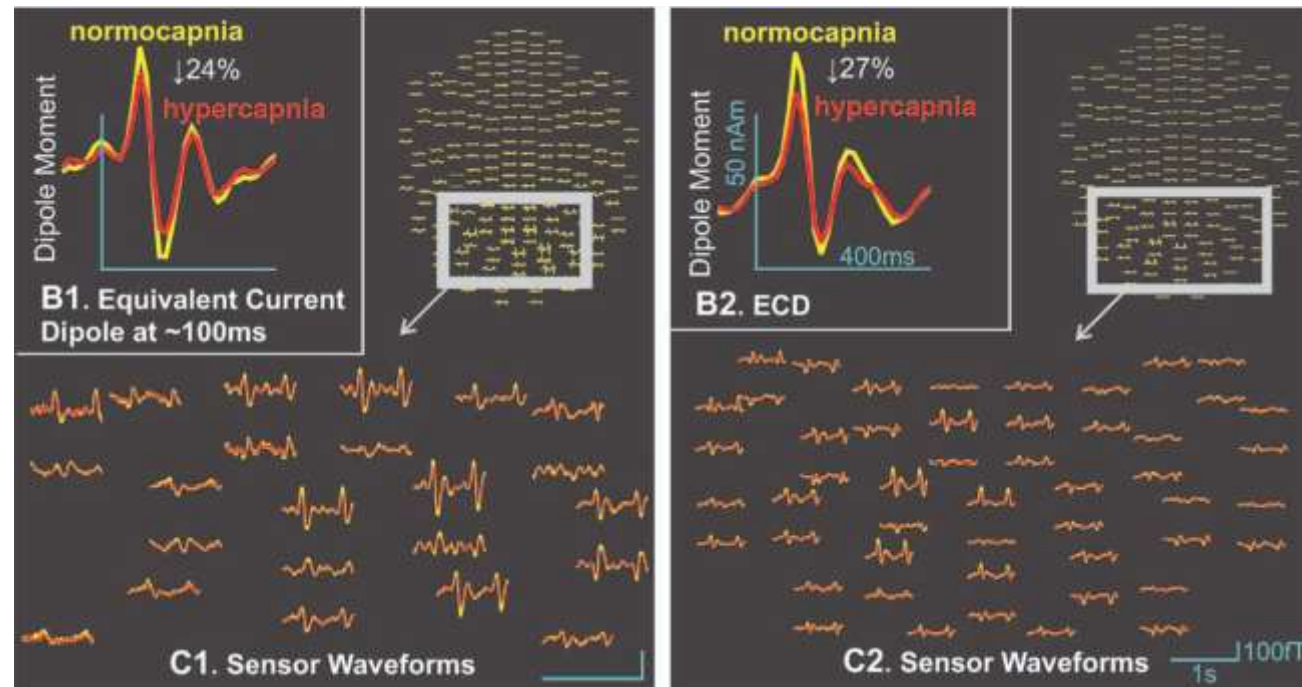 normocapnia
↓24%
hypercapnia
Dipole Moment
B1. Equivalent Current
Dipole at ~100ms
C1. Sensor Waveforms
normocapnia
↓27%
hypercapnia
Dipole Moment
50 nAm
400ms
B2. ECD
C2. Sensor Waveforms
100fT
1s